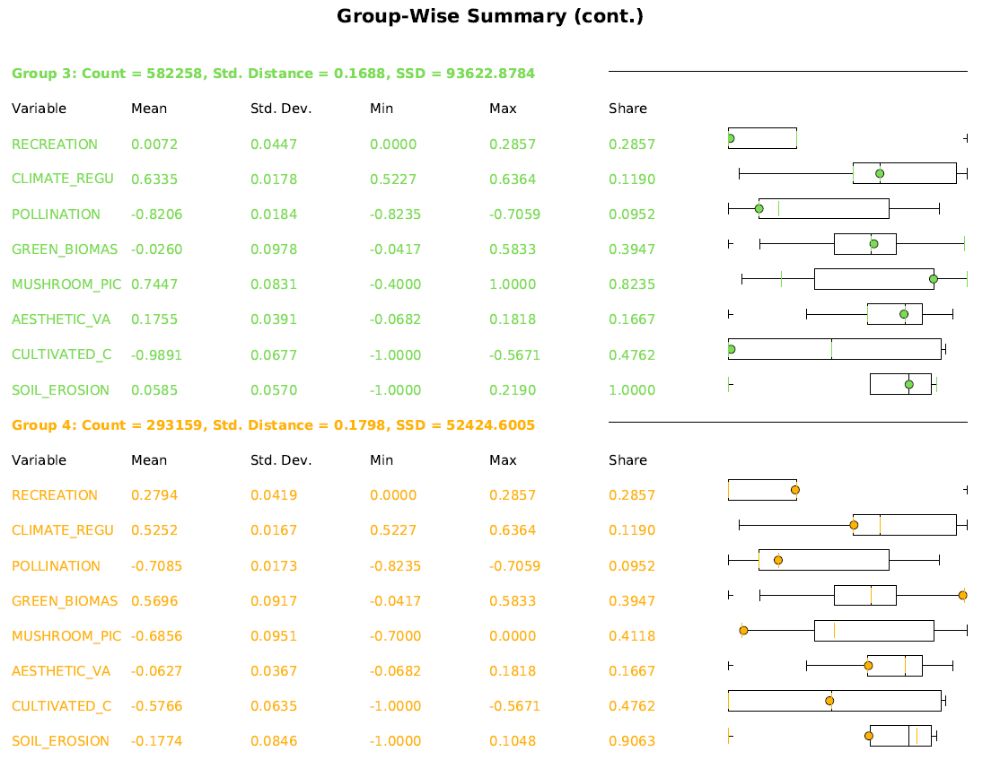 Group-Wise Summary (cont.)
Group 3: Count = 582258, Std. Distance = 0.1688, SSD = 93622.8784
Variable Mean Std. Dev. Min Max Share
RECREATION 0.0072 0.0447 0.0000 0.2857 0.2857
CLIMATE_REGU 0.6335 0.0178 0.5227 0.6364 0.1190
POLLINATION -0.8206 0.0184 -0.8235 -0.7059 0.0952
GREEN_BIOMAS -0.0260 0.0978 -0.0417 0.5833 0.3947
MUSHROOM_PIC 0.7447 0.0831 -0.4000 1.0000 0.8235
AESTHETIC_VA 0.1755 0.0391 -0.0682 0.1818 0.1667
CULTIVATED_C -0.9891 0.0677 -1.0000 -0.5671 0.4762
SOIL_EROSION 0.0585 0.0570 -1.0000 0.2190 1.0000
Group 4: Count = 293159, Std. Distance = 0.1798, SSD = 52424.6005
Variable Mean Std. Dev. Min Max Share
RECREATION 0.2794 0.0419 0.0000 0.2857 0.2857
CLIMATE_REGU 0.5252 0.0167 0.5227 0.6364 0.1190
POLLINATION -0.7085 0.0173 -0.8235 -0.7059 0.0952
GREEN_BIOMAS 0.5696 0.0917 -0.0417 0.5833 0.3947
MUSHROOM_PIC -0.6856 0.0951 -0.7000 0.0000 0.4118
AESTHETIC_VA -0.0627 0.0367 -0.0682 0.1818 0.1667
CULTIVATED_C -0.5766 0.0635 -1.0000 -0.5671 0.4762
SOIL_EROSION -0.1774 0.0846 -1.0000 0.1048 0.9063